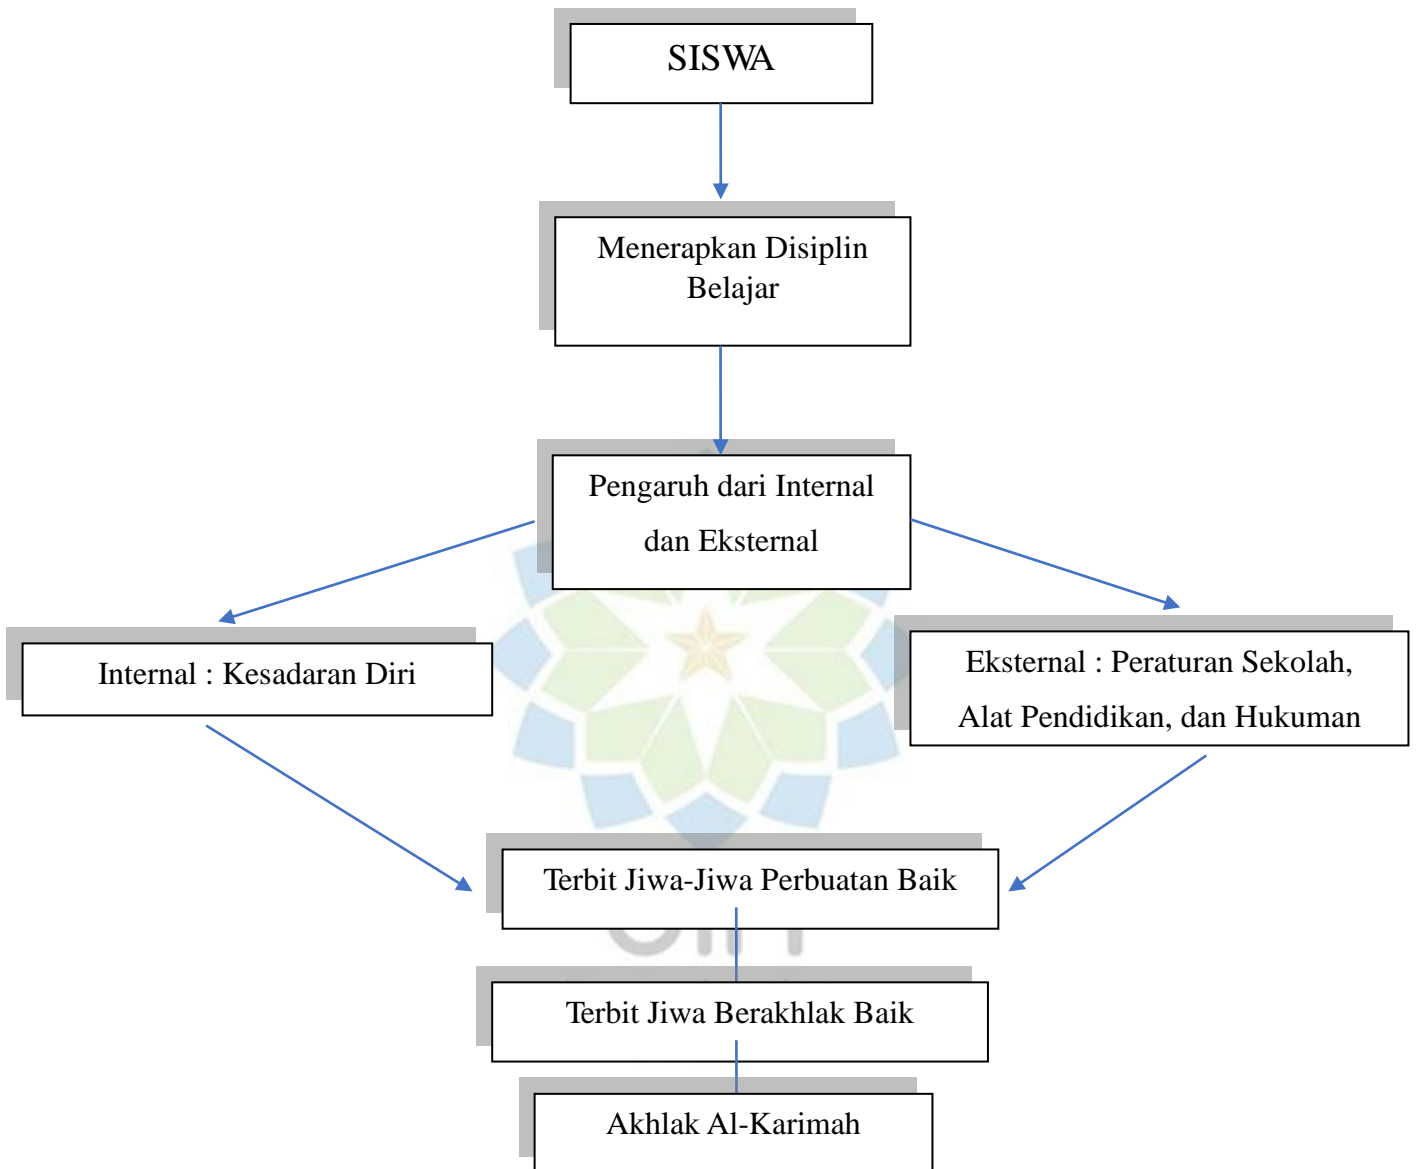 SISWA
Menerapkan Disiplin
Belajar
Pengaruh dari Internal
dan Eksternal
Internal : Kesadaran Diri
Eksternal : Peraturan Sekolah,
Alat Pendidikan, dan Hukuman
Terbit Jiwa-Jiwa Perbuatan Baik
Terbit Jiwa Berakhlak Baik
Akhlak Al-Karimah